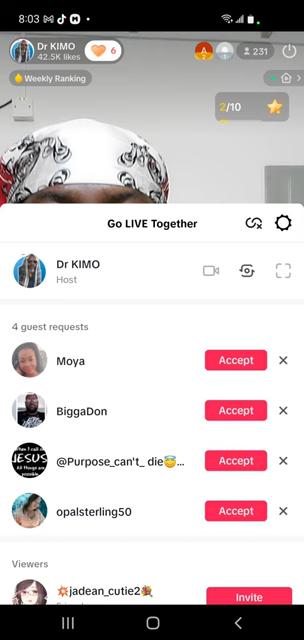 8:03
Dr KIMO
42.5K likes
6
231
Weekly Ranking
2/10
Go LIVE Together
Dr KIMO
Host
4 guest requests
Moya
Accept
BiggaDon
Accept
JESUS
@Purpose_can't_ die😇...
Accept
opalsterling50
Accept
Viewers
💥jadean_cutie2💐
Invite